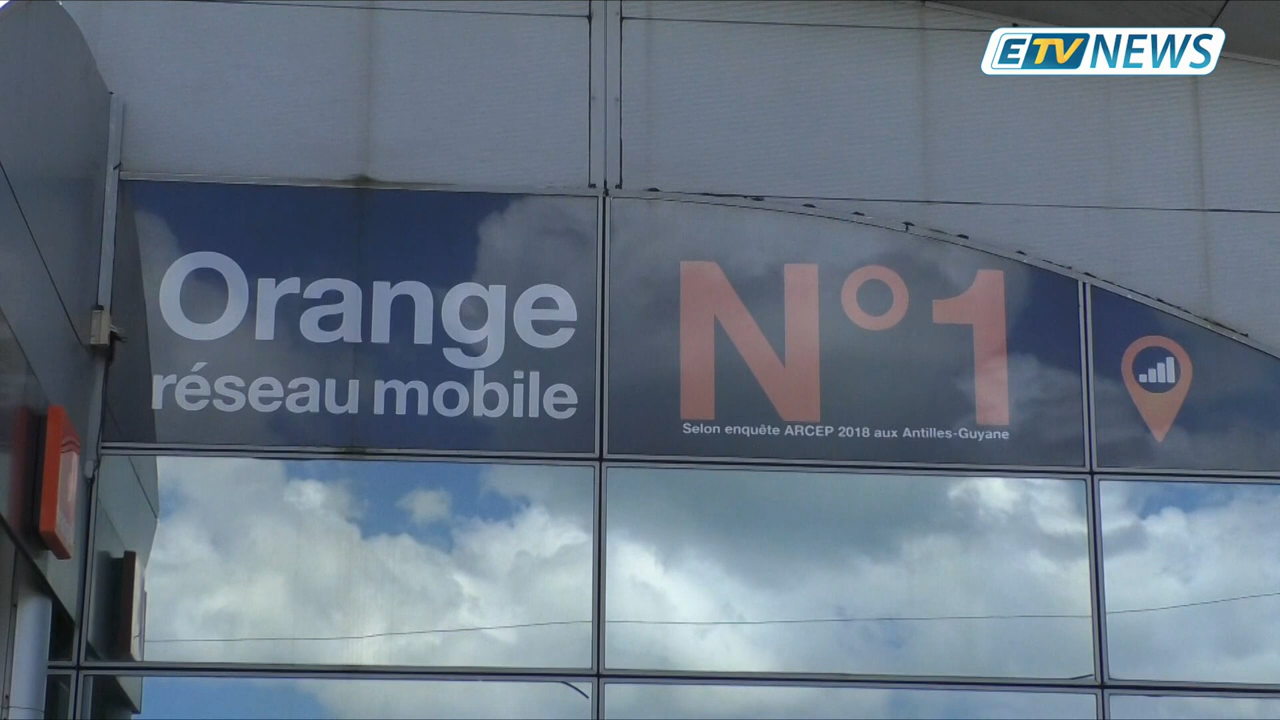 ETV NEWS
Orange
réseau mobile
N°1
Selon enquête ARCEP 2018 aux Antilles-Guyane